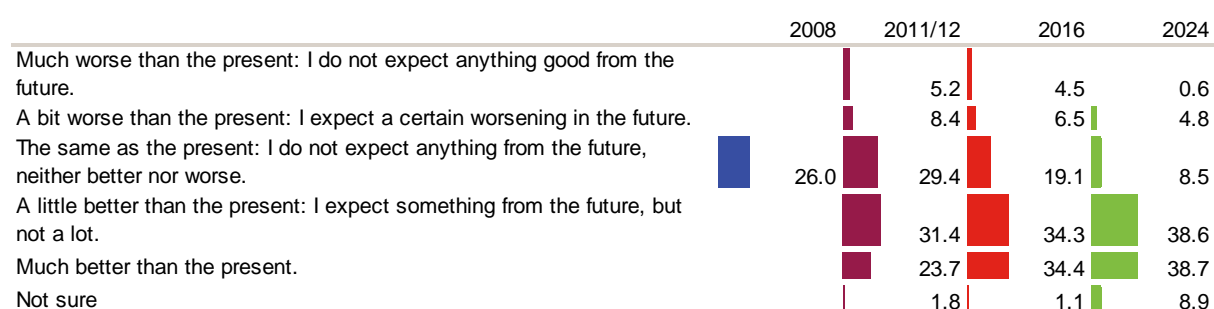 2008 2011/12 2016 2024
Much worse than the present: I do not expect anything good from the
future. 5.2 4.5 0.6
A bit worse than the present: I expect a certain worsening in the future. 8.4 6.5 4.8
The same as the present: I do not expect anything from the future,
neither better nor worse. 26.0 29.4 19.1 8.5
A little better than the present: I expect something from the future, but
not a lot. 31.4 34.3 38.6
Much better than the present. 23.7 34.4 38.7
Not sure 1.8 1.1 8.9